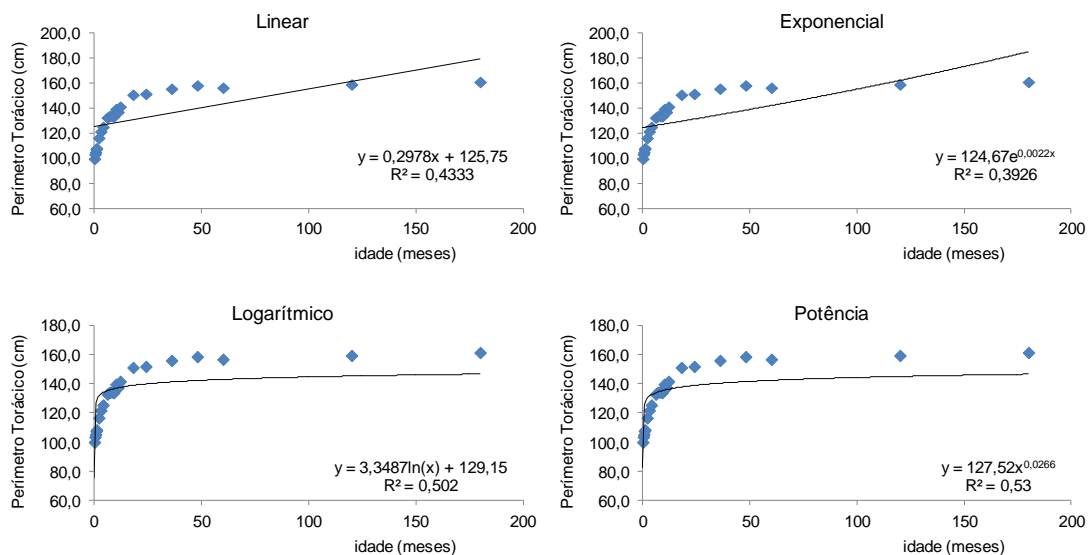 Linear
Perímetro Torácico (cm)
200,0
180,0
160,0
140,0
120,0
100,0
80,0
60,0
y = 0,2978x + 125,75
R² = 0,4333
0
50
100
150
200
idade (meses)
Exponencial
Perímetro Torácico (cm)
200,0
180,0
160,0
140,0
120,0
100,0
80,0
60,0
y = 124,67e^0,0022x
R² = 0,3926
0
50
100
150
200
idade (meses)
Logarítmico
Perímetro Torácico (cm)
180,0
160,0
140,0
120,0
100,0
80,0
60,0
y = 3,3487ln(x) + 129,15
R² = 0,502
0
50
100
150
200
idade (meses)
Potência
Perímetro Torácico (cm)
180,0
160,0
140,0
120,0
100,0
80,0
60,0
y = 127,52x^0,0266
R² = 0,53
0
50
100
150
200
idade (meses)